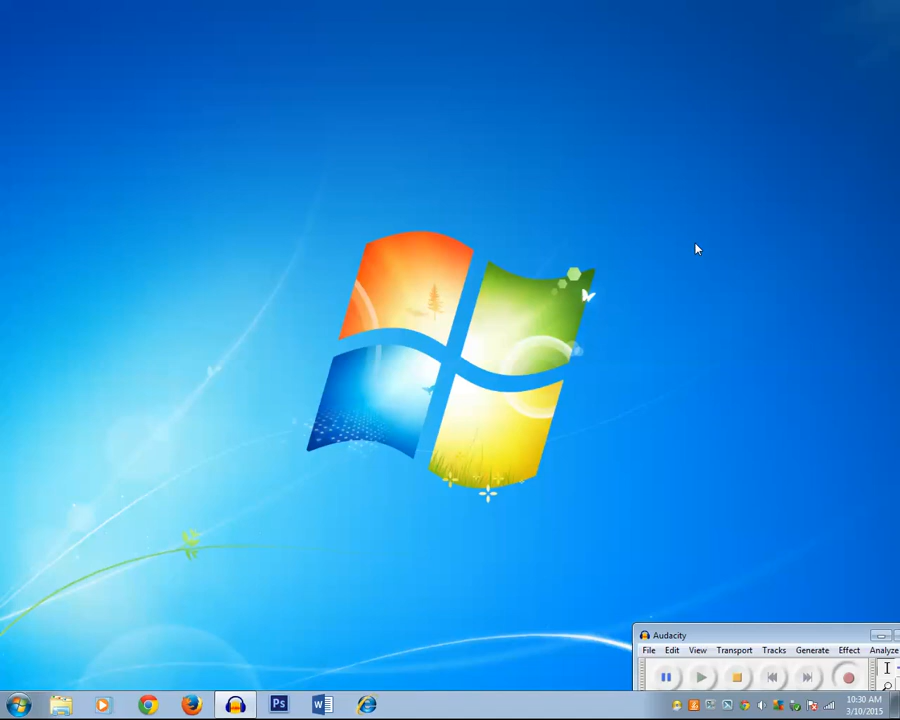 Audacity
File Edit View Transport Tracks Generate Effect Analyze
Ps
W
10:30 AM
3/10/2015